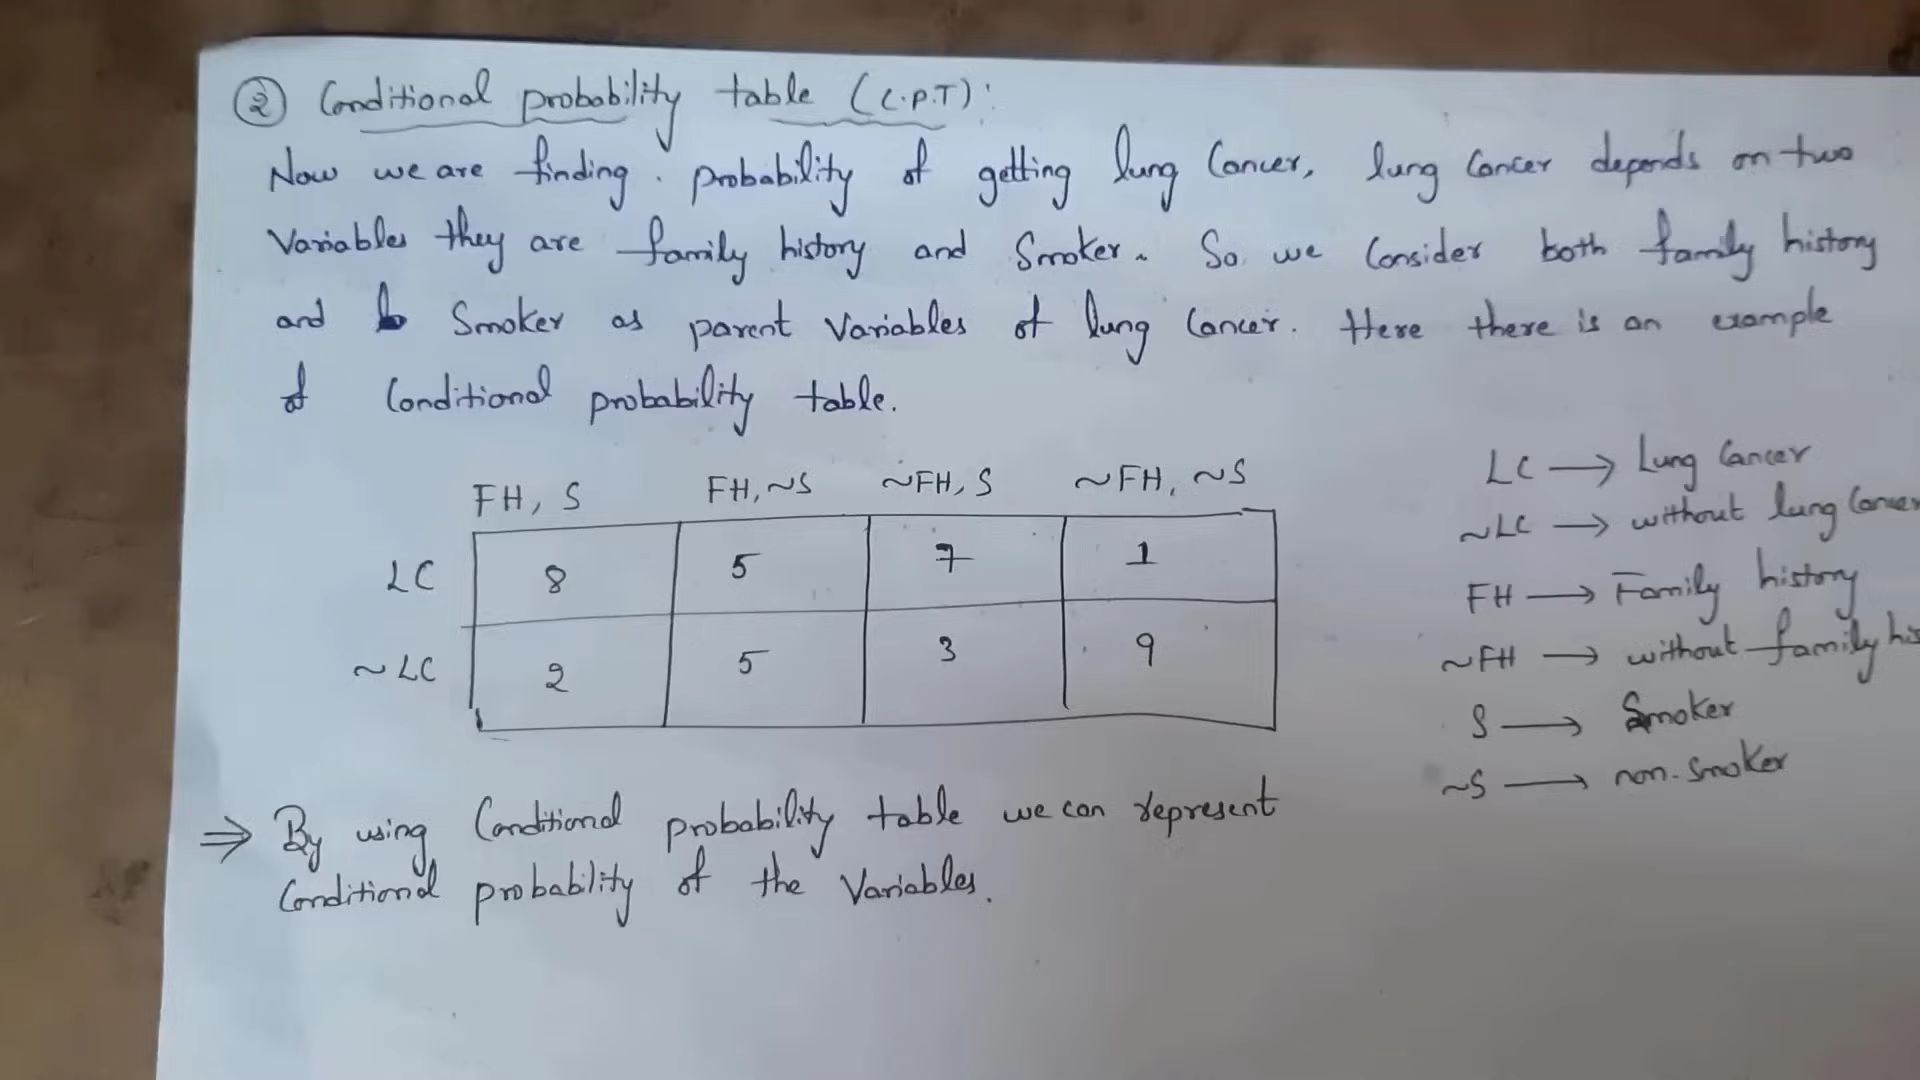 ② Conditional probability table (C.P.T):
Now we are finding. probability of getting lung Cancer, lung Cancer depends on two
Variables they are family history and Smoker. So we Consider both family history
and Smoker as parent Variables of lung Cancer. Here there is an example
of Conditional probability table.
FH, S FH, ~S ~FH, S ~FH, ~S
LC 8 5 7 1
~LC 2 5 3 9
LC → Lung Cancer
~LC → without lung Cancer
FH → Family history
~FH → without family his
S → Smoker
~S → non-smoker
⇒ By using Conditional probability table we can represent
Conditional probability of the Variables.